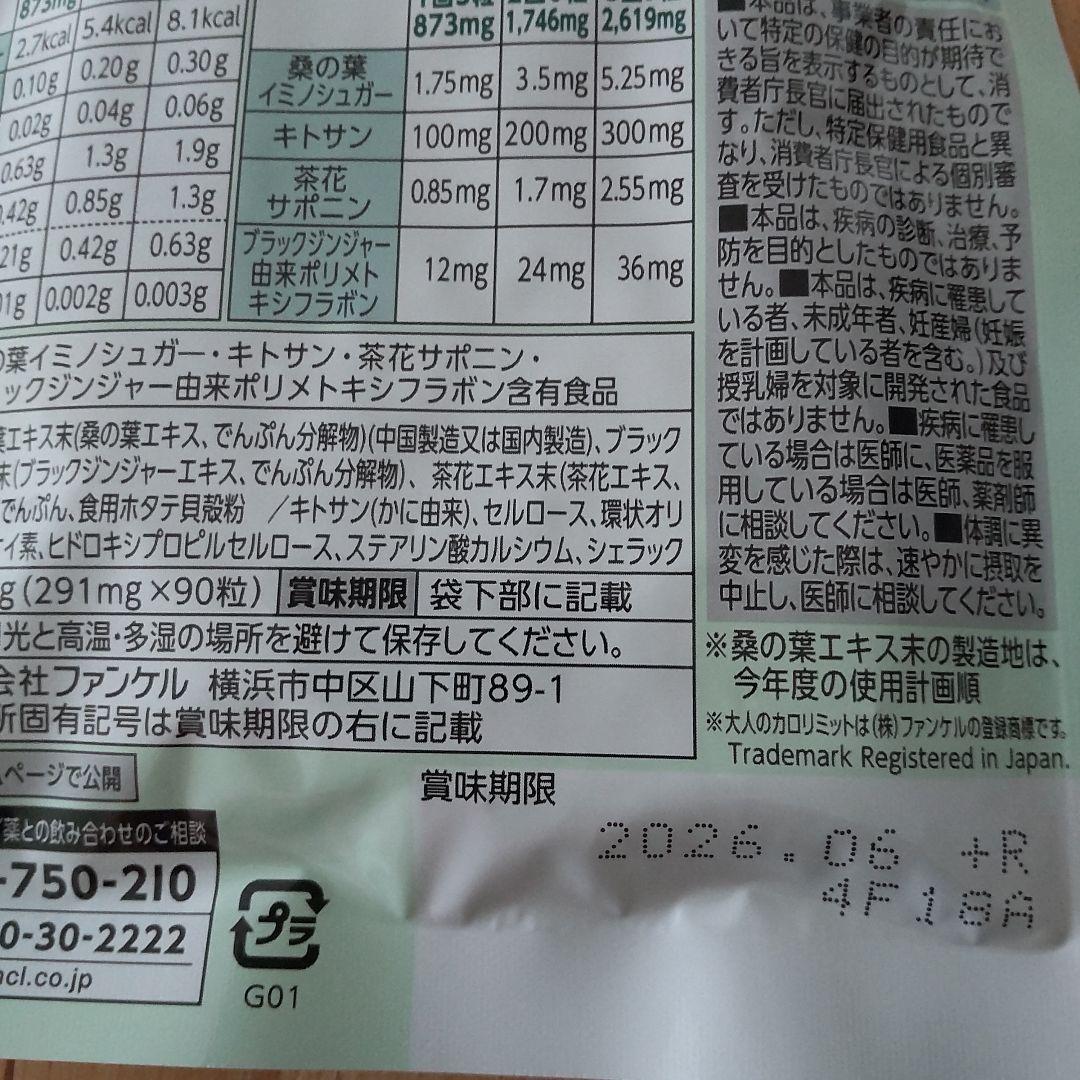 873mg
2.7kcal 5.4kcal 8.1kcal
0.10g 0.20g 0.30g
0.02g 0.04g 0.06g
0.63g 1.3g 1.9g
0.42g 0.85g 1.3g
21g 0.42g 0.63g
01g 0.002g 0.003g
873mg 1,746mg 2,619mg
桑の葉
イミノシュガー 1.75mg 3.5mg 5.25mg
キトサン 100mg 200mg 300mg
茶花
サポニン 0.85mg 1.7mg 2.55mg
ブラックジンジャー
由来ポリメト
キシフラボン 12mg 24mg 36mg
の葉イミノシュガー・キトサン・茶花サポニン・
ックジンジャー由来ポリメトキシフラボン含有食品
葉エキス末(桑の葉エキス、でんぷん分解物)(中国製造又は国内製造)、ブラック
末(ブラックジンジャーエキス、でんぷん分解物)、茶花エキス末(茶花エキス、
でんぷん、食用ホタテ貝殻粉 /キトサン(かに由来)、セルロース、環状オリ
イ素、ヒドロキシプロピルセルロース、ステアリン酸カルシウム、シェラック
g(291mg×90粒) 賞味期限 袋下部に記載
光と高温・多湿の場所を避けて保存してください。
会社ファンケル 横浜市中区山下町89-1
所固有記号は賞味期限の右に記載
ページで公開
薬との飲み合わせのご相談
-750-210
0-30-2222
ncl.co.jp
プラ
G01
■本品は、事業者の責任にお
いて特定の保健の目的が期待で
きる旨を表示するものとして、消
費者庁長官に届出されたもので
す。ただし、特定保健用食品と異
なり、消費者庁長官による個別審
査を受けたものではありません。
■本品は、疾病の診断、治療、予
防を目的としたものではありま
せん。■本品は、疾病に罹患して
いる者、未成年者、妊産婦(妊娠
を計画している者を含む。)及び
授乳婦を対象に開発された食品
ではありません。■疾病に罹患し
ている場合は医師に、医薬品を服
用している場合は医師、薬剤師
に相談してください。■体調に異
変を感じた際は、速やかに摂取を
中止し、医師に相談してください。
※桑の葉エキス末の製造地は、
今年度の使用計画順
※大人のカロリミットは(株)ファンケルの登録商標です。
Trademark Registered in Japan.
賞味期限
2026.06 +R
4F18A